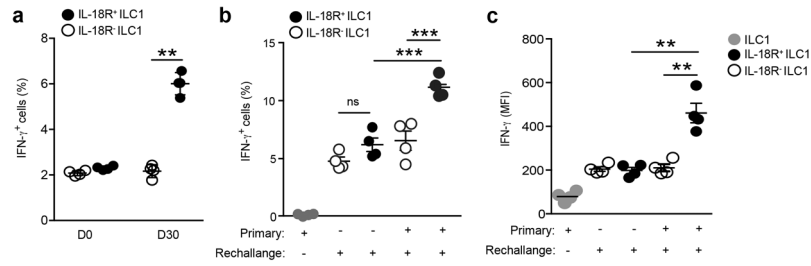 a
● IL-18R⁺ ILC1
○ IL-18R⁻ ILC1
IFN-γ⁺ cells (%)
8
6
4
2
0
**
D0 D30
b
● IL-18R⁺ ILC1
○ IL-18R⁻ ILC1
IFN-γ⁺ cells (%)
15
10
5
0
ns
***
***
Primary: + - - + +
Rechallange: - + + + +
c
● ILC1
● IL-18R⁺ ILC1
○ IL-18R⁻ ILC1
IFN-γ (MFI)
800
600
400
200
0
**
**
Primary: + - - + +
Rechallange: - + + + +